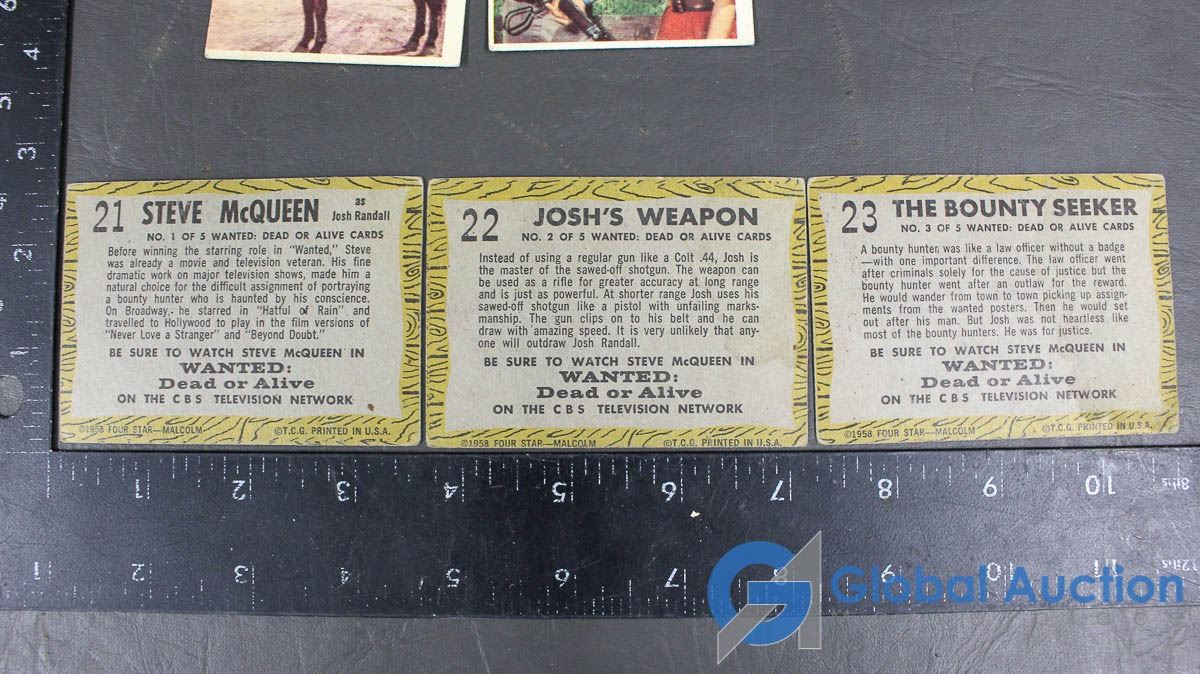 21 STEVE McQUEEN as Josh Randall
NO. 1 OF 5 WANTED: DEAD OR ALIVE CARDS
Before winning the starring role in "Wanted," Steve
was already a movie and television veteran. His fine
dramatic work on major television shows, made him a
natural choice for the difficult assignment of portraying
a bounty hunter who is haunted by his conscience.
On Broadway, he starred in "Hatful of Rain" and
travelled to Hollywood to play in the film versions of
"Never Love a Stranger" and "Beyond Doubt."
BE SURE TO WATCH STEVE McQUEEN IN
WANTED:
Dead or Alive
ON THE CBS TELEVISION NETWORK
©1958 FOUR STAR—MALCOLM ©T.C.G. PRINTED IN U.S.A.
22 JOSH'S WEAPON
NO. 2 OF 5 WANTED: DEAD OR ALIVE CARDS
Instead of using a regular gun like a Colt .44, Josh is
the master of the sawed-off shotgun. The weapon can
be used as a rifle for greater accuracy at long range
and is just as powerful. At shorter range Josh uses his
sawed-off shotgun like a pistol with unfailing marks-
manship. The gun clips on to his belt and he can
draw with amazing speed. It is very unlikely that any-
one will outdraw Josh Randall.
BE SURE TO WATCH STEVE McQUEEN IN
WANTED:
Dead or Alive
ON THE CBS TELEVISION NETWORK
©1958 FOUR STAR—MALCOLM ©T.C.G. PRINTED IN U.S.A.
23 THE BOUNTY SEEKER
NO. 3 OF 5 WANTED: DEAD OR ALIVE CARDS
A bounty hunter was like a law officer without a badge
—with one important difference. The law officer went
after criminals solely for the cause of justice but the
bounty hunter went after an outlaw for the reward.
He would wander from town to town picking up assign-
ments from the wanted posters. Then he would set
out after his man. But Josh was not heartless like
most of the bounty hunters. He was for justice.
BE SURE TO WATCH STEVE McQUEEN IN
WANTED:
Dead or Alive
ON THE CBS TELEVISION NETWORK
©1958 FOUR STAR—MALCOLM ©T.C.G. PRINTED IN U.S.A.
6 5 4 3 2
1 2 3 4 5 6 7 8 9 10 8ths
1 2 3 4 5 6 7 8 9 10 11 12ths
Global Auction